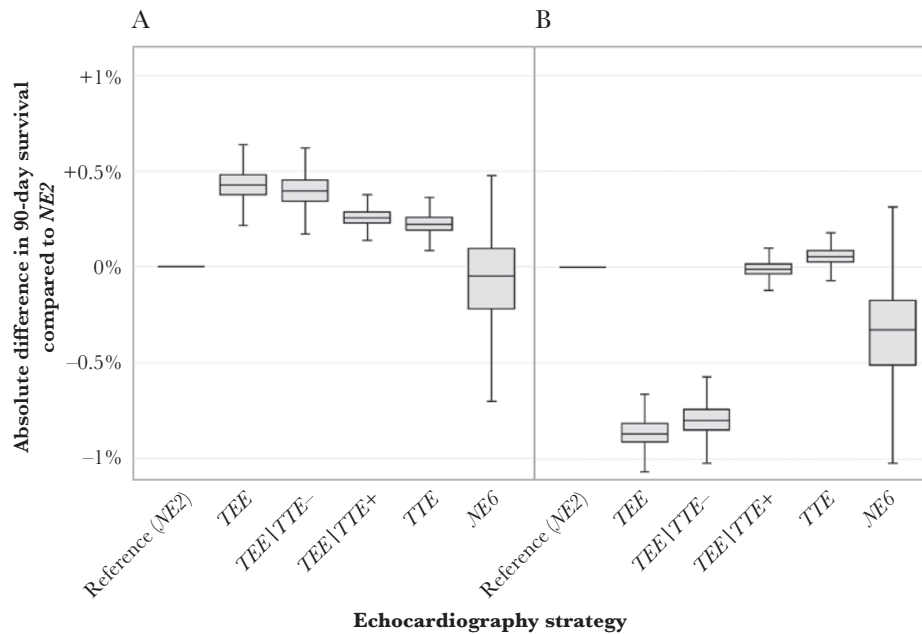 A
B
Absolute difference in 90-day survival
compared to NE2
+1%
+0.5%
0%
−0.5%
−1%
Reference (NE2)
TEE
TEE|TTE−
TEE|TTE+
TTE
NE6
Reference (NE2)
TEE
TEE|TTE−
TEE|TTE+
TTE
NE6
Echocardiography strategy